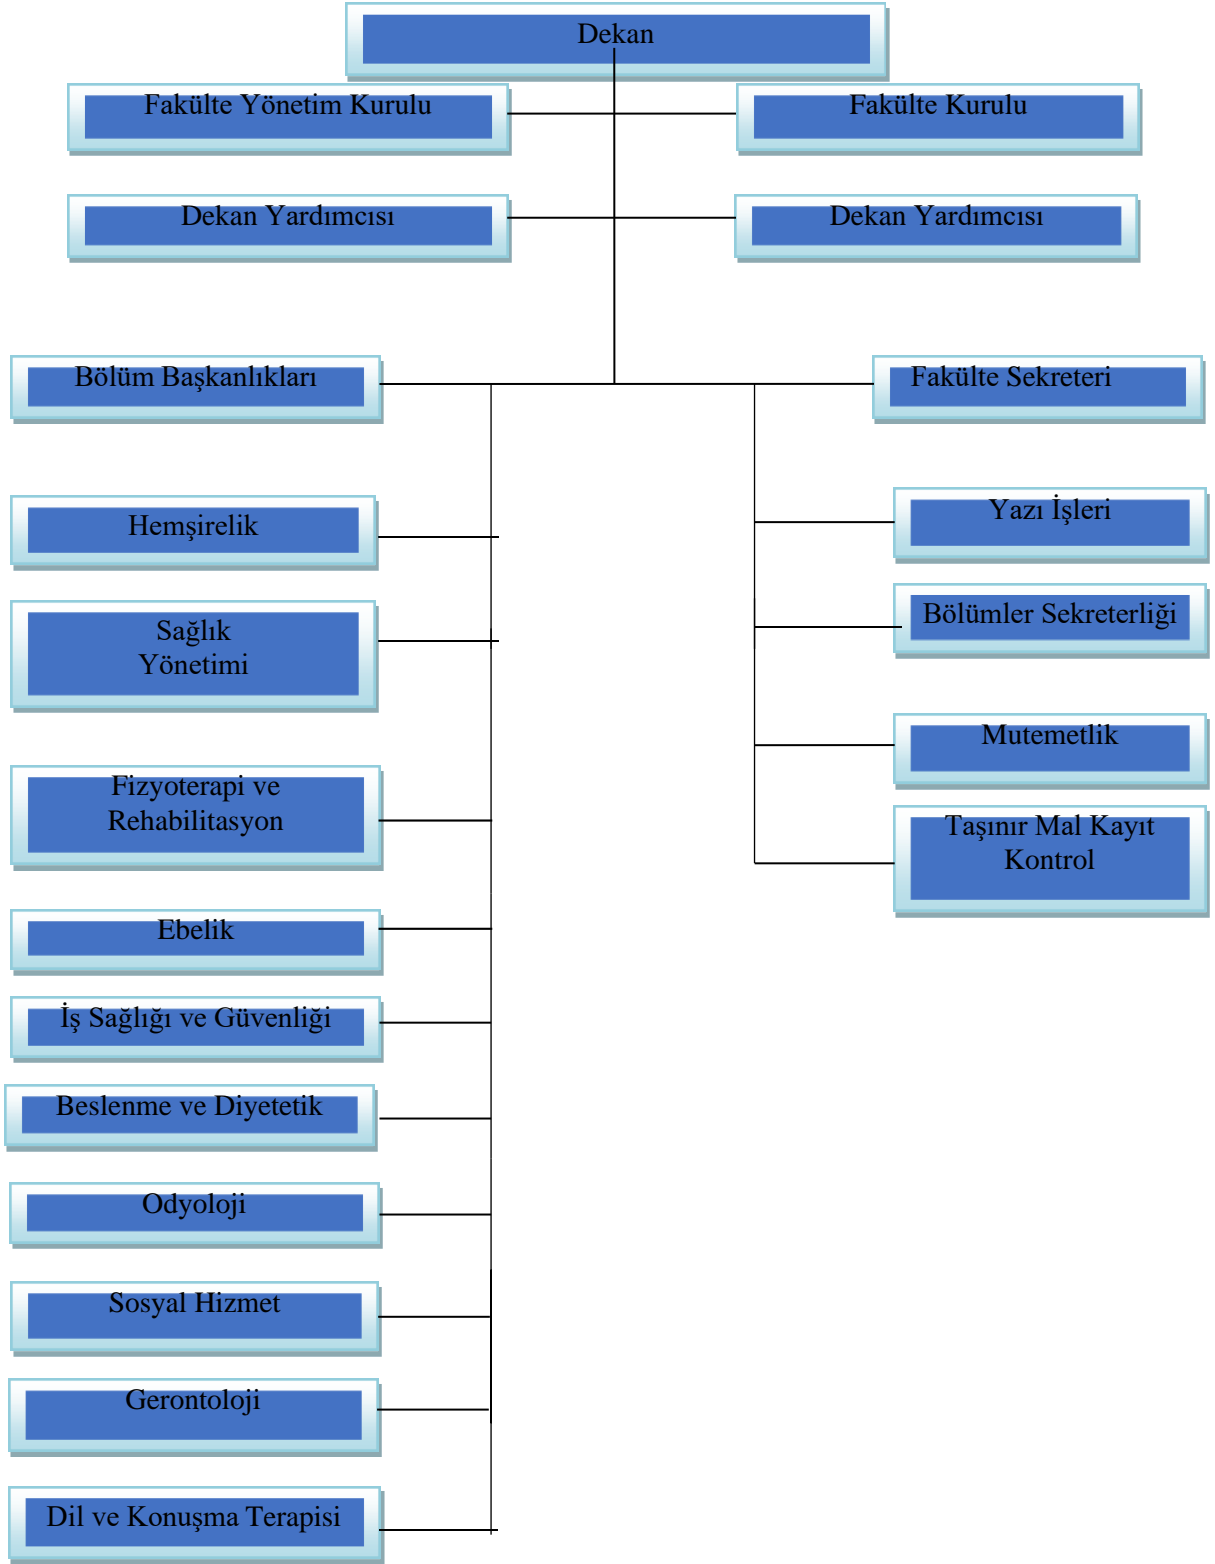 Dekan
Fakülte Yönetim Kurulu
Fakülte Kurulu
Dekan Yardımcısı
Dekan Yardımcısı
Bölüm Başkanlıkları
Fakülte Sekreteri
Hemşirelik
Sağlık
Yönetimi
Fizyoterapi ve
Rehabilitasyon
Ebelik
İş Sağlığı ve Güvenliği
Beslenme ve Diyetetik
Odyoloji
Sosyal Hizmet
Gerontoloji
Dil ve Konuşma Terapisi
Yazı İşleri
Bölümler Sekreterliği
Mutemetlik
Taşınır Mal Kayıt
Kontrol